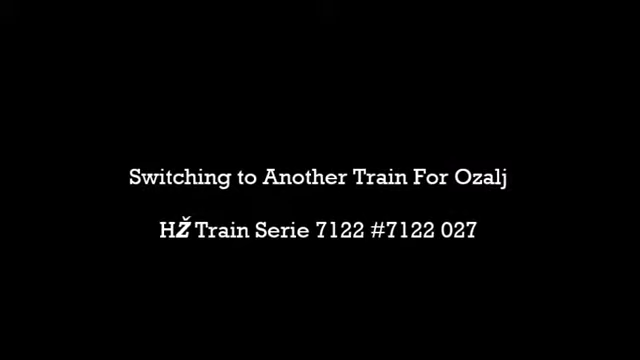 Switching to Another Train For Ozalj
HŽ Train Serie 7122 #7122 027